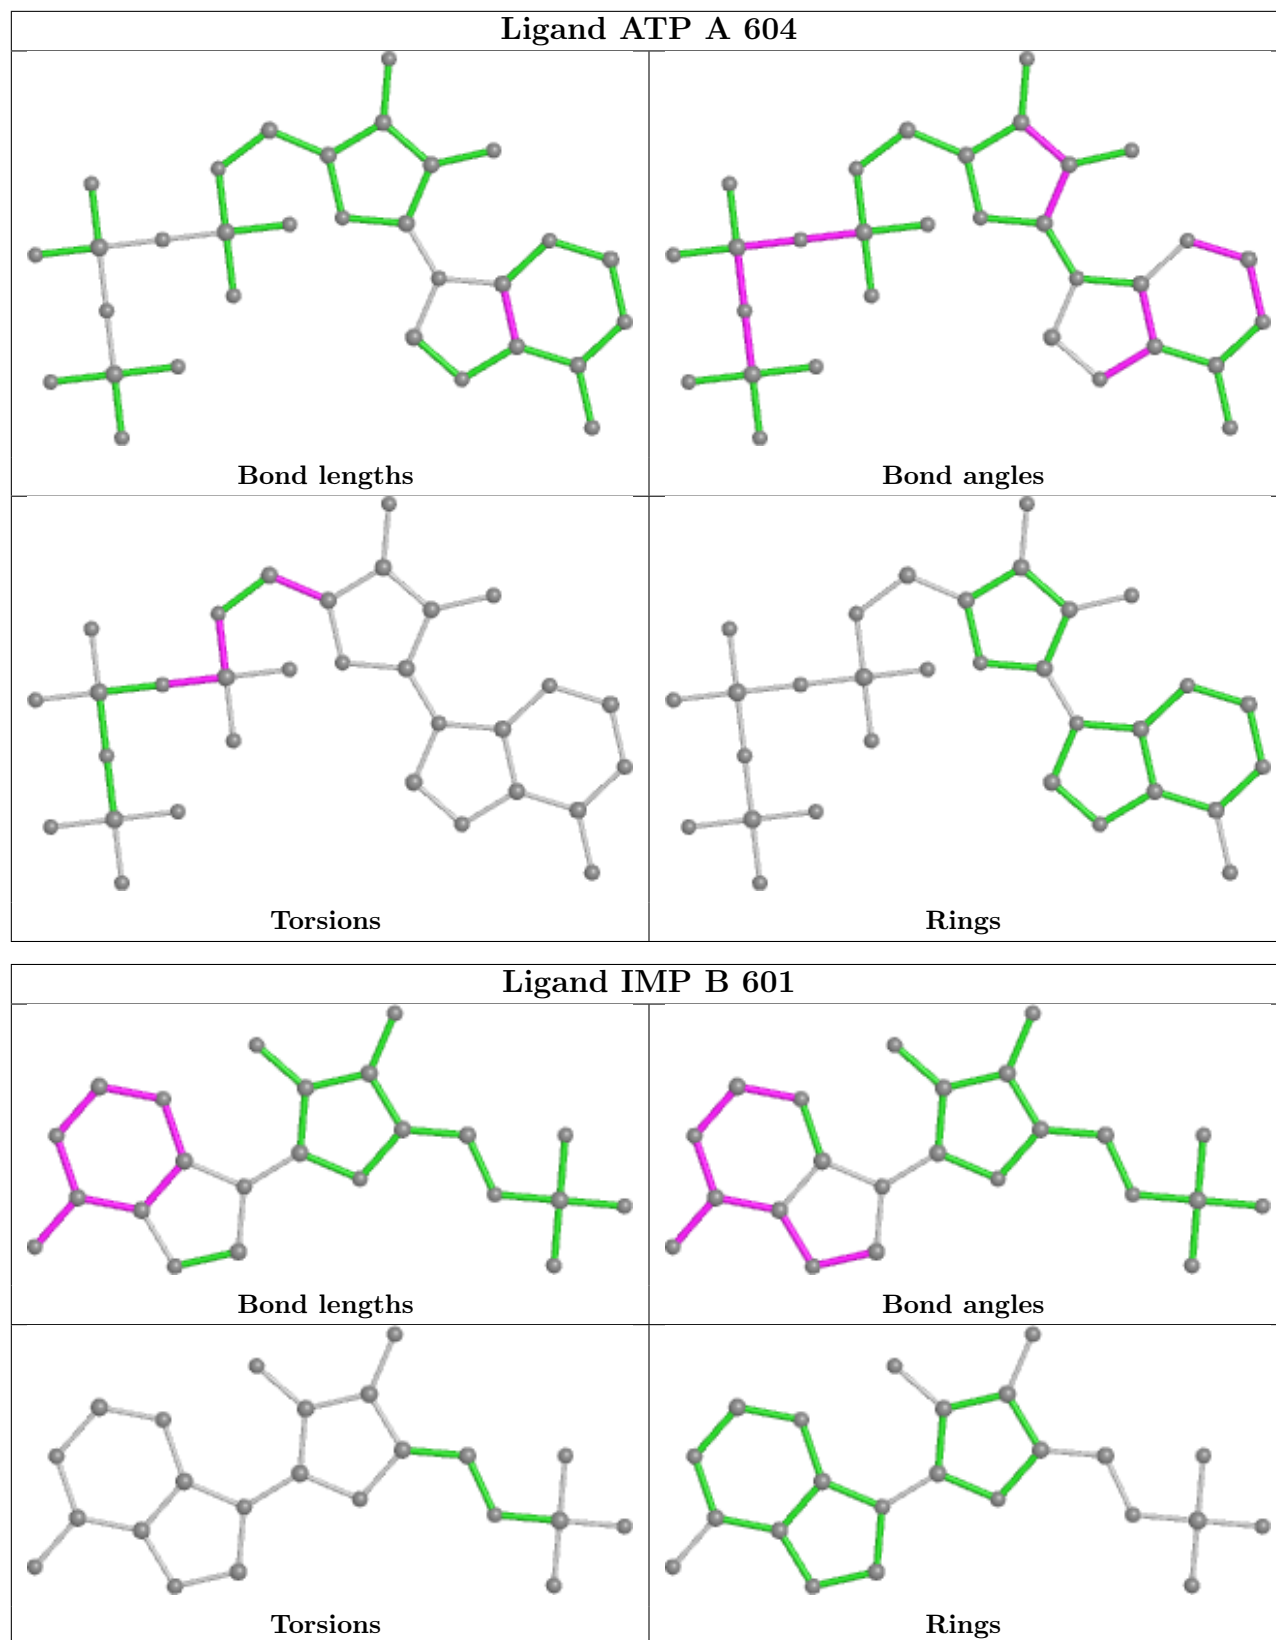 Ligand ATP A 604
Bond lengths
Bond angles
Torsions
Rings
Ligand IMP B 601
Bond lengths
Bond angles
Torsions
Rings